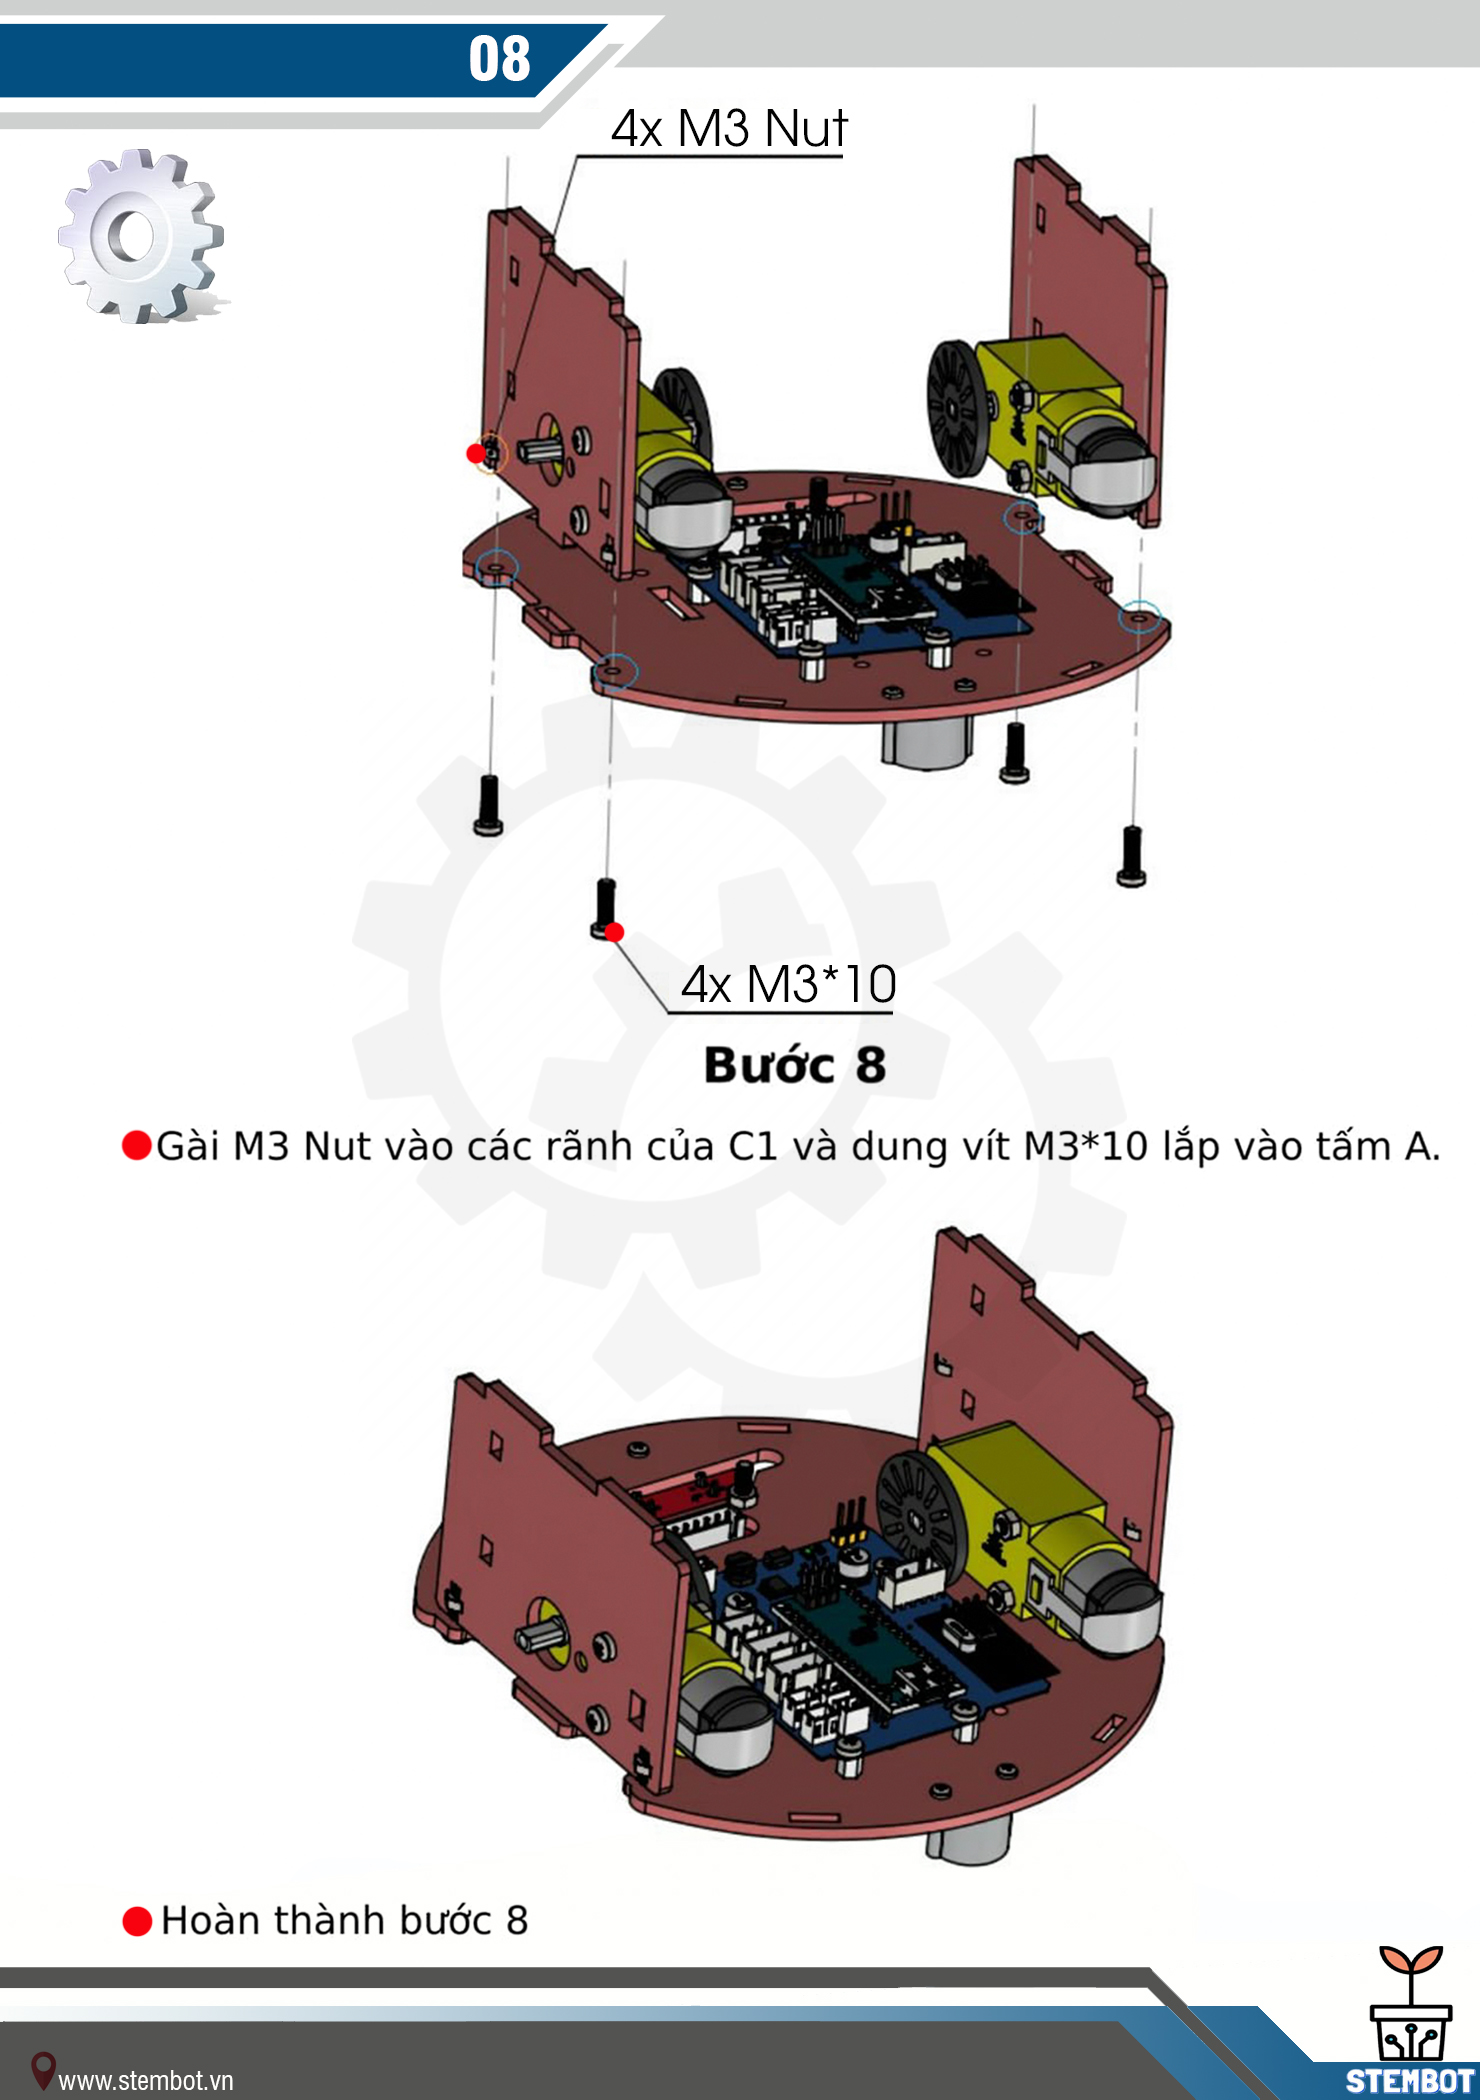 08
4x M3 Nut
4x M3*10
Bước 8
Gài M3 Nut vào các rãnh của C1 và dung vít M3*10 lắp vào tấm A.
Hoàn thành bước 8
www.stembot.vn
STEMBOT